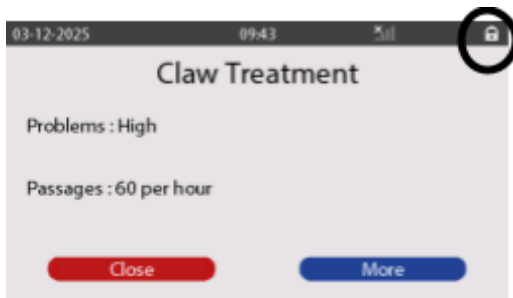 03-12-2025 09:43
Claw Treatment
Problems : High
Passages : 60 per hour
Close More